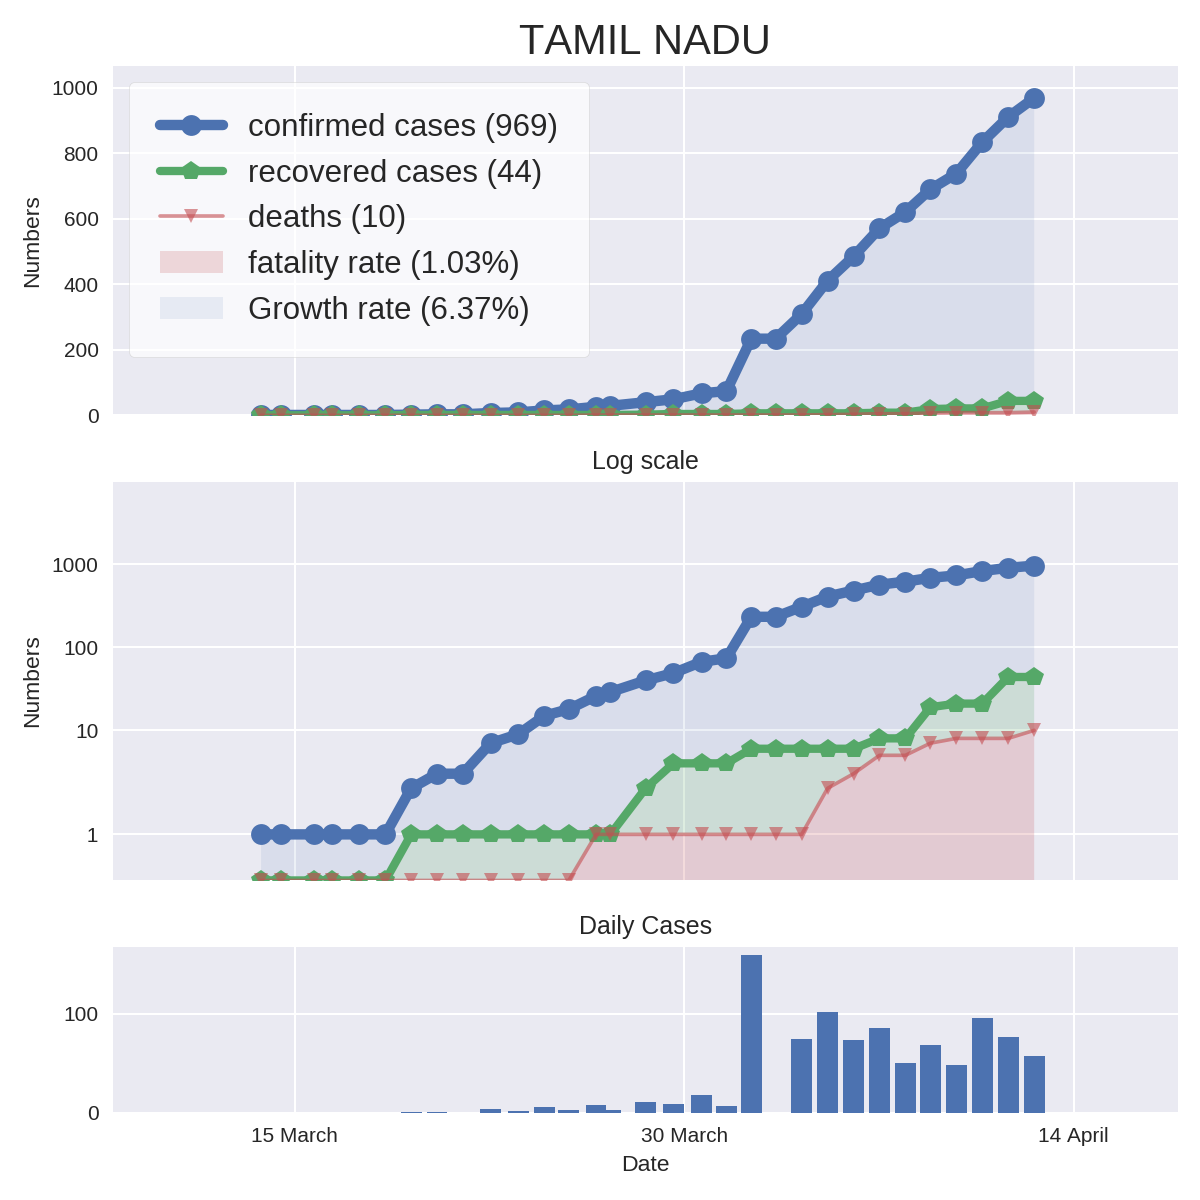 TAMIL NADU
1000
800
600
400
200
0
Numbers
confirmed cases (969)
recovered cases (44)
deaths (10)
fatality rate (1.03%)
Growth rate (6.37%)
Log scale
1000
100
10
1
Numbers
Daily Cases
100
0
15 March
30 March
14 April
Date